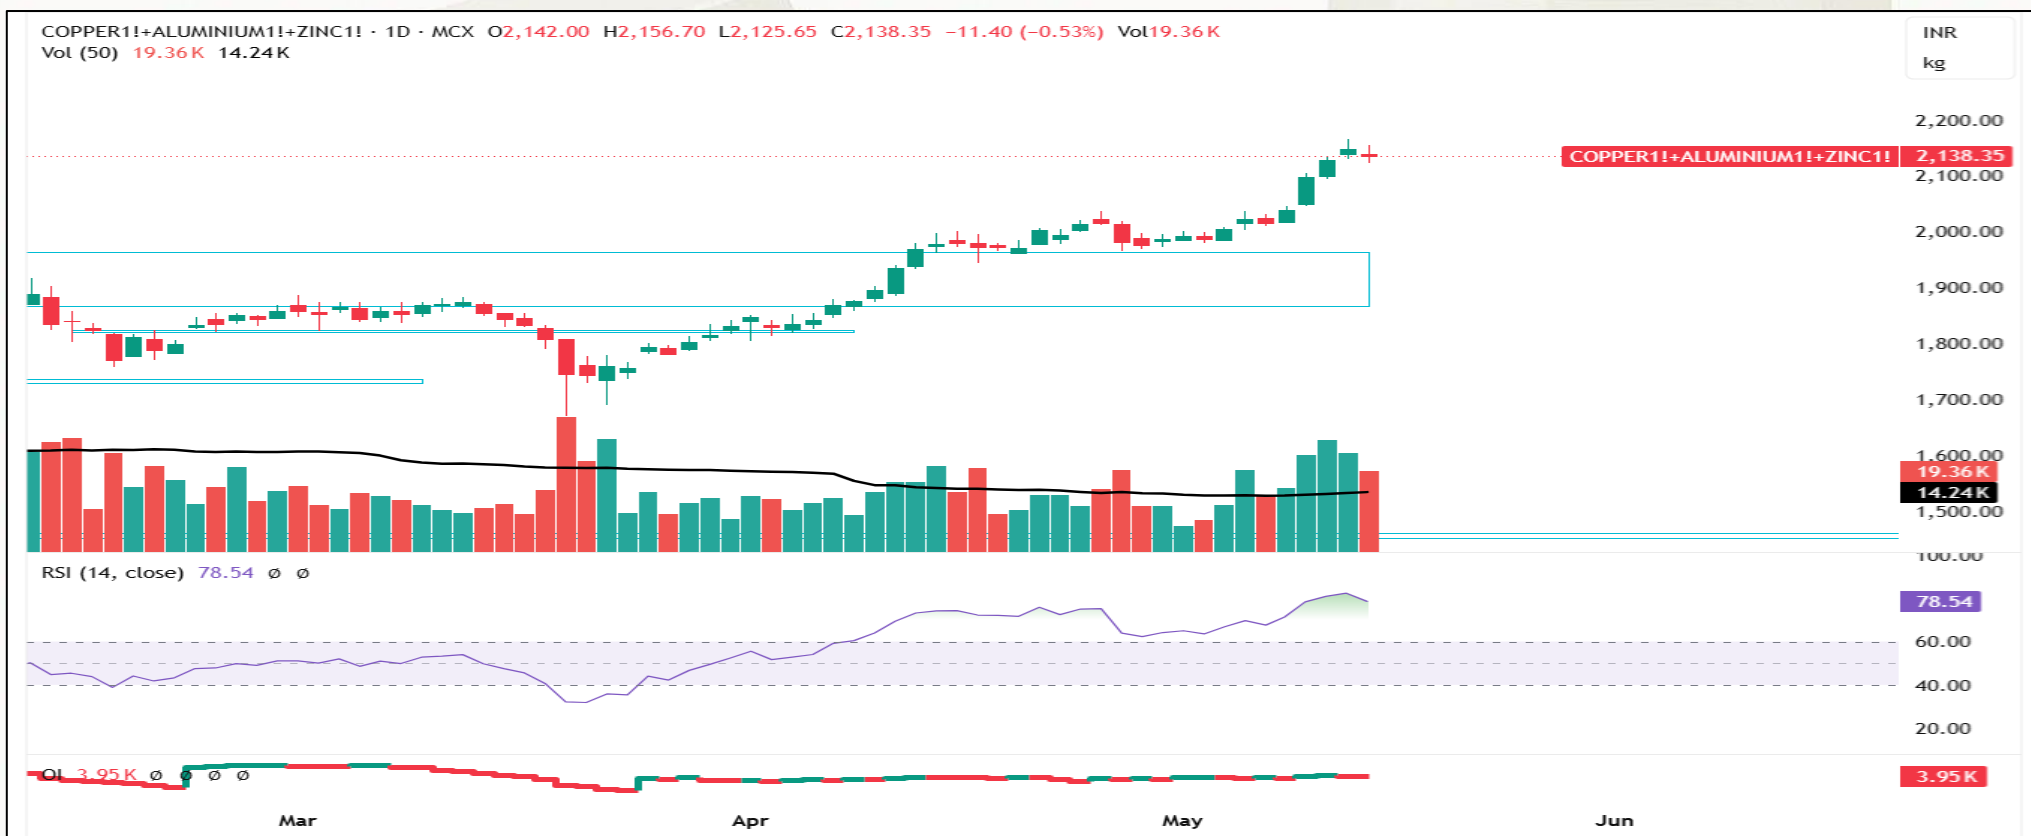 COPPER1!+ALUMINIUM1!+ZINC1! · 1D · MCX O2,142.00 H2,156.70 L2,125.65 C2,138.35 −11.40 (−0.53%) Vol19.36K
Vol (50) 19.36K 14.24K
INR
kg
2,200.00
COPPER1!+ALUMINIUM1!+ZINC1! 2,138.35
2,100.00
2,000.00
1,900.00
1,800.00
1,700.00
1,600.00
19.36K
14.24K
1,500.00
100.00
RSI (14, close) 78.54 ∅ ∅
78.54
60.00
40.00
20.00
OI 3.95K ∅ ∅ ∅ ∅
3.95K
Mar Apr May Jun